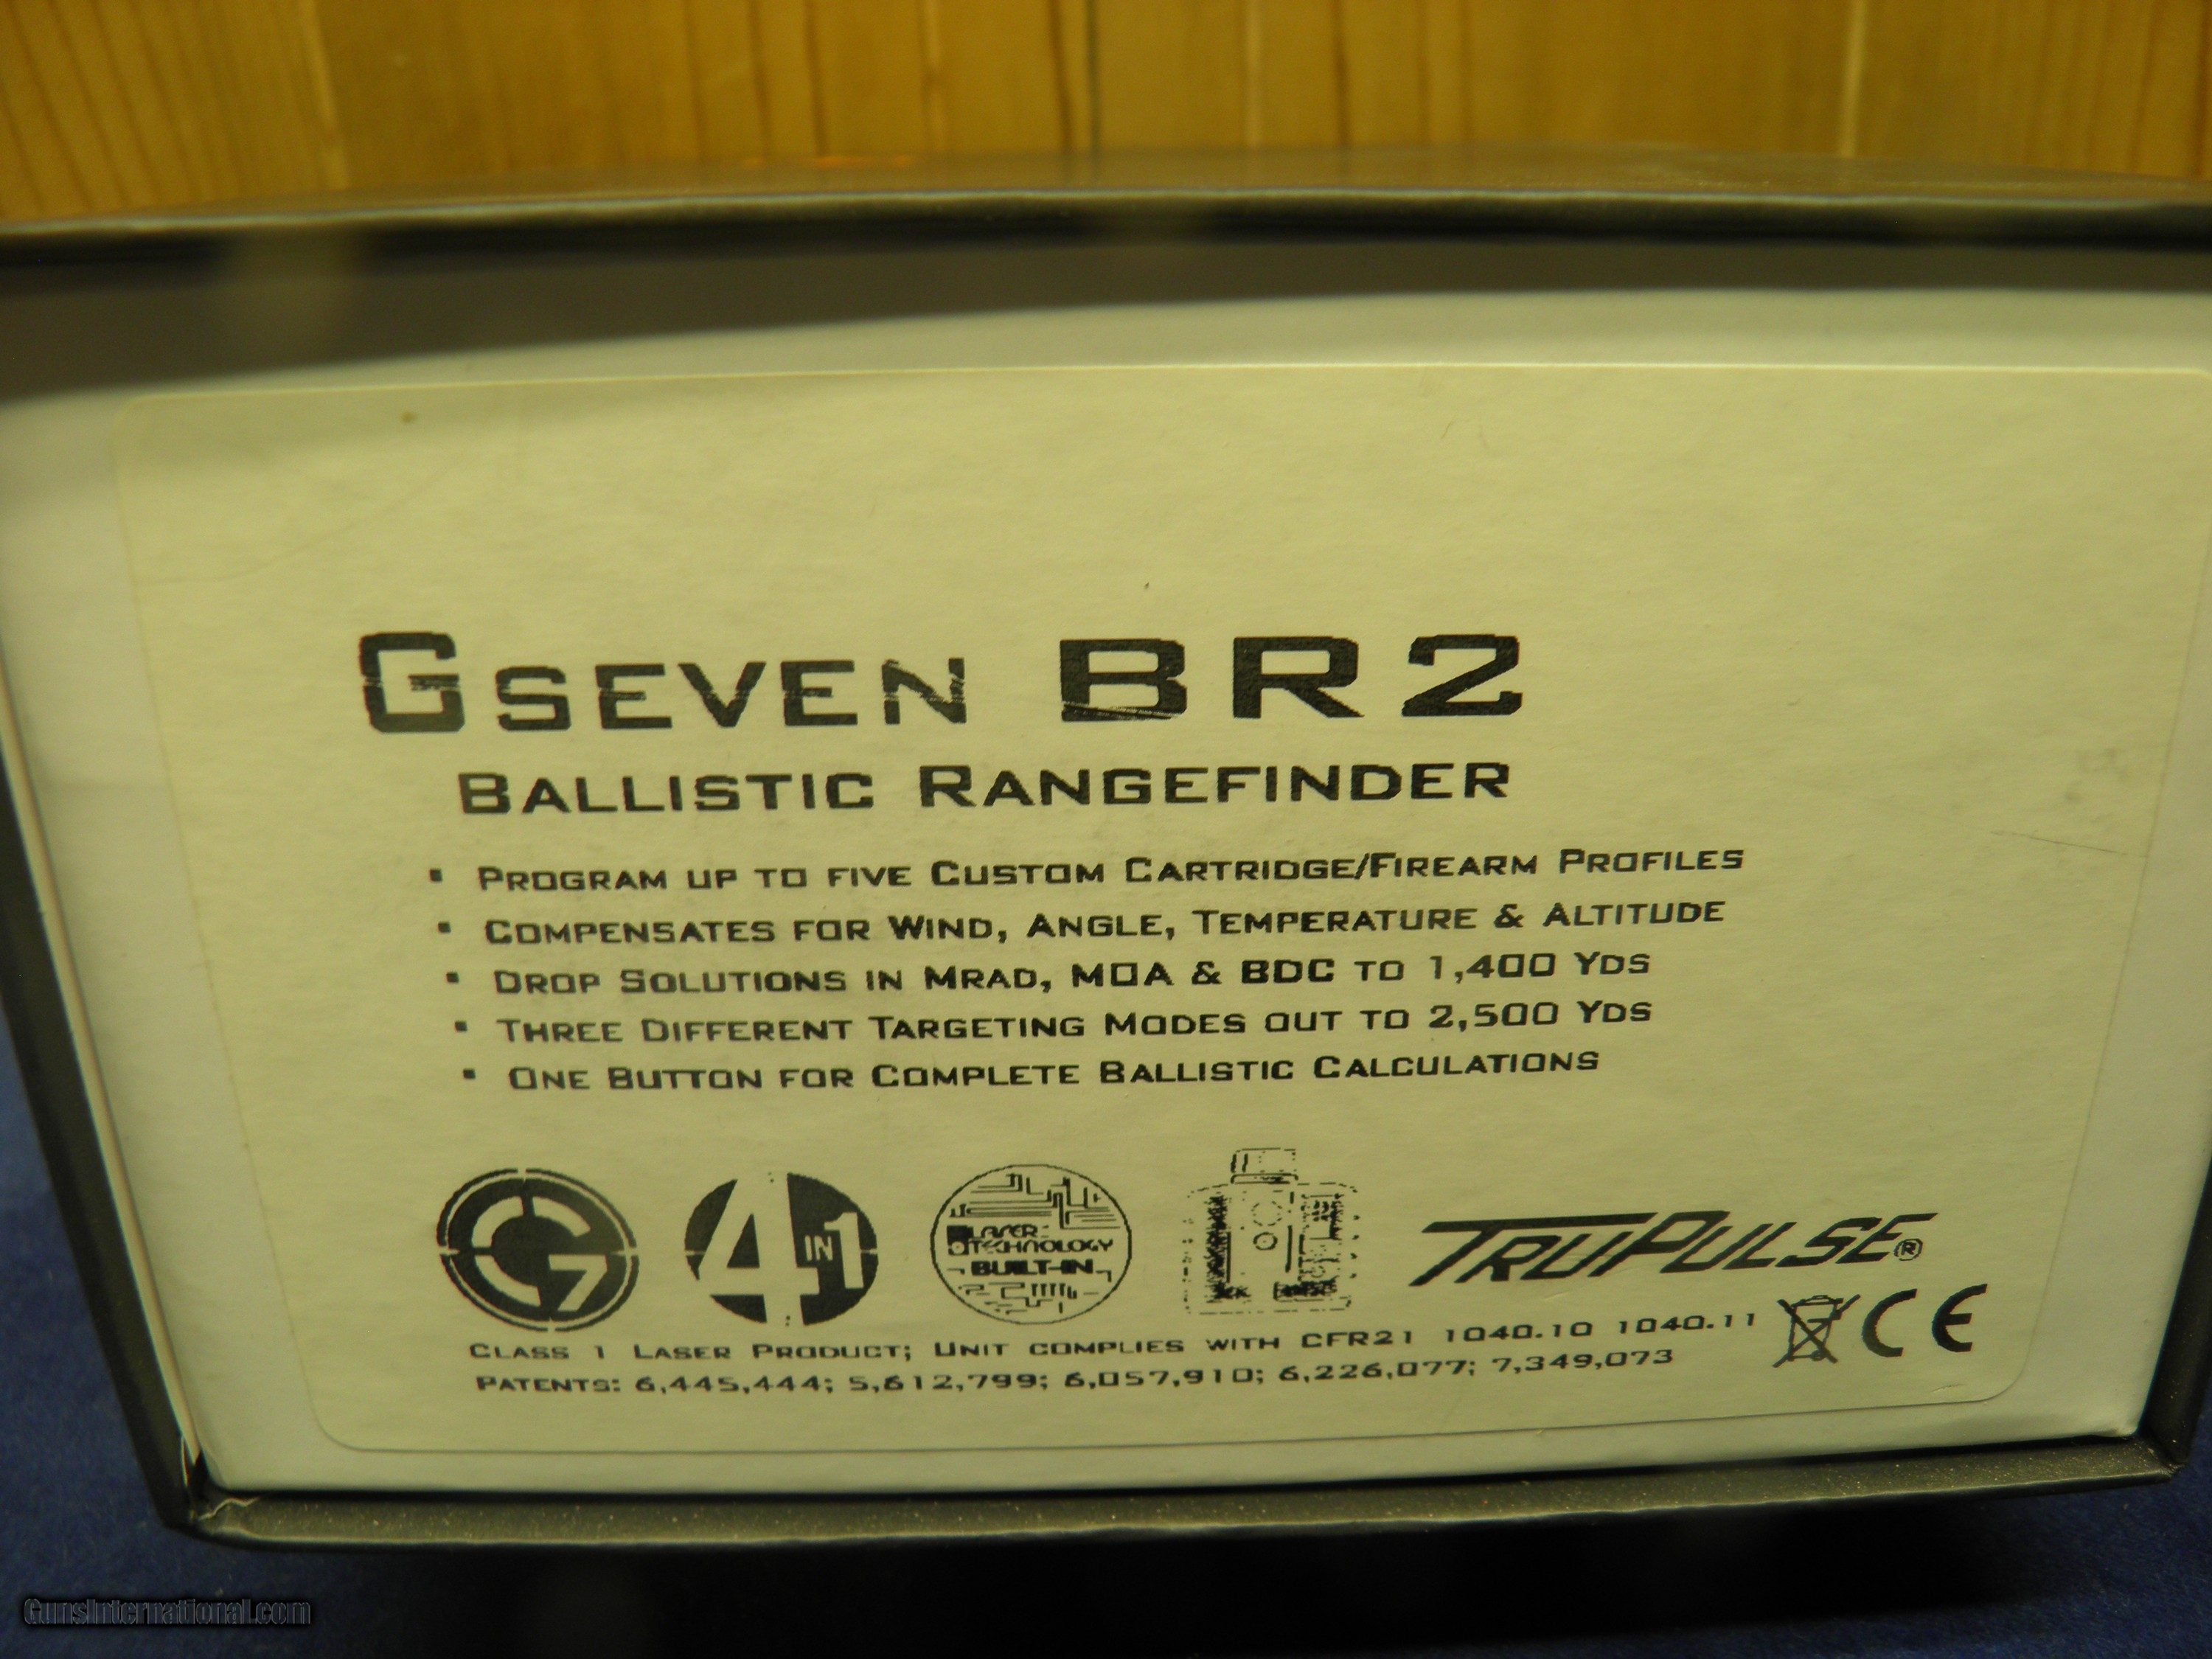 GSEVEN BR2
BALLISTIC RANGEFINDER
▪ PROGRAM UP TO FIVE CUSTOM CARTRIDGE/FIREARM PROFILES
▪ COMPENSATES FOR WIND, ANGLE, TEMPERATURE & ALTITUDE
▪ DROP SOLUTIONS IN MRAD, MOA & BDC TO 1,400 YDS
▪ THREE DIFFERENT TARGETING MODES OUT TO 2,500 YDS
▪ ONE BUTTON FOR COMPLETE BALLISTIC CALCULATIONS
G7
4 IN 1
LASER
TECHNOLOGY
BUILT-IN
TRUPULSE®
CLASS 1 LASER PRODUCT; UNIT COMPLIES WITH CFR21 1040.10 1040.11
CE
PATENTS: 6,445,444; 5,612,799; 6,057,910; 6,226,077; 7,349,073
GunsInternational.com